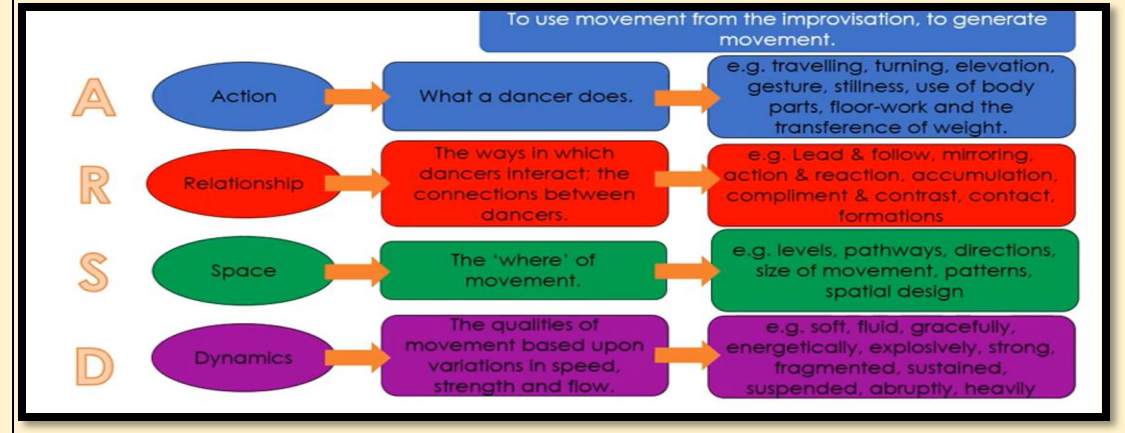 To use movement from the improvisation, to generate
movement.
A
Action
What a dancer does.
e.g. travelling, turning, elevation,
gesture, stillness, use of body
parts, floor-work and the
transference of weight.
R
Relationship
The ways in which
dancers interact; the
connections between
dancers.
e.g. Lead & follow, mirroring,
action & reaction, accumulation,
compliment & contrast, contact,
formations
S
Space
The ‘where’ of
movement.
e.g. levels, pathways, directions,
size of movement, patterns,
spatial design
D
Dynamics
The qualities of
movement based upon
variations in speed,
strength and flow.
e.g. soft, fluid, gracefully,
energetically, explosively, strong,
fragmented, sustained,
suspended, abruptly, heavily